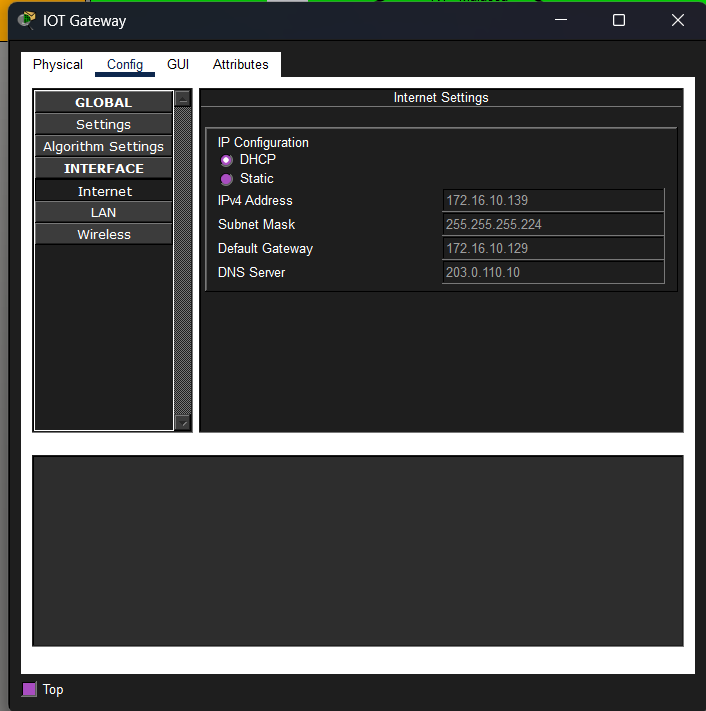 IOT Gateway
Physical Config GUI Attributes
GLOBAL
Settings
Algorithm Settings
INTERFACE
Internet
LAN
Wireless
Internet Settings
IP Configuration
DHCP
Static
IPv4 Address 172.16.10.139
Subnet Mask 255.255.255.224
Default Gateway 172.16.10.129
DNS Server 203.0.110.10
Top